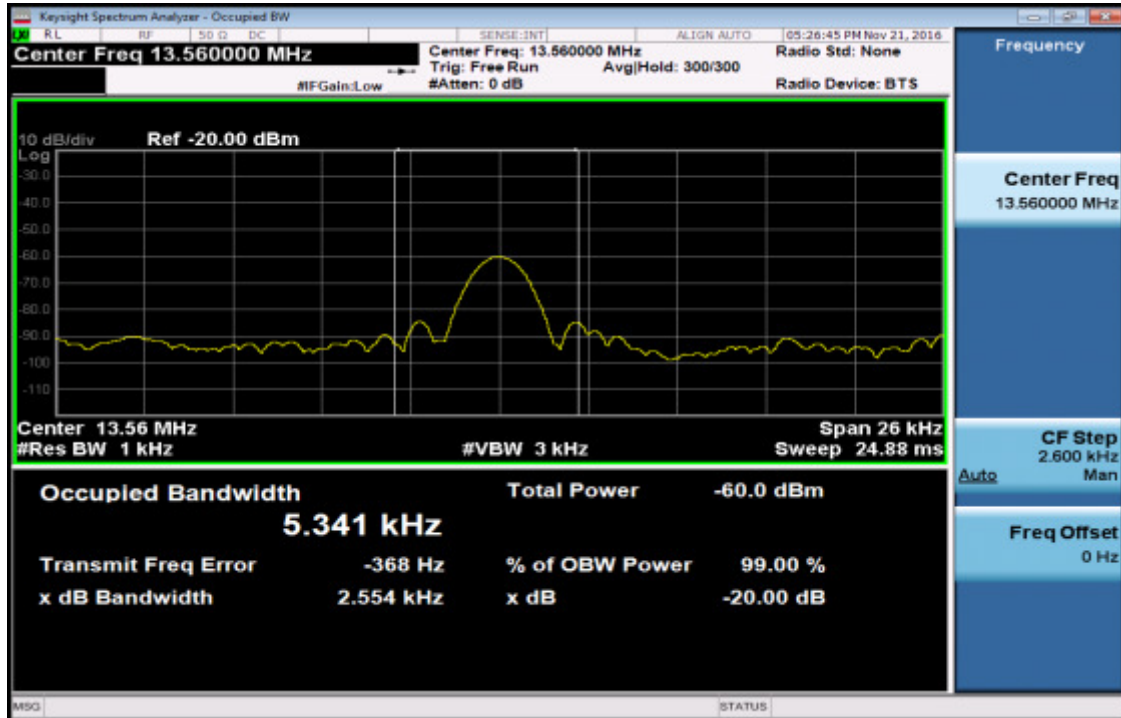 Keysight Spectrum Analyzer - Occupied BW
RL RF 50 Ω DC SENSE:INT ALIGN AUTO 05:26:45 PM Nov 21, 2016
Center Freq 13.560000 MHz
Center Freq: 13.560000 MHz
Radio Std: None
Trig: Free Run Avg|Hold: 300/300
#IFGain:Low
#Atten: 0 dB
Radio Device: BTS
10 dB/div Ref -20.00 dBm
Log
-30.0
-40.0
-50.0
-60.0
-70.0
-80.0
-90.0
-100
-110
Center 13.56 MHz Span 26 kHz
#Res BW 1 kHz #VBW 3 kHz Sweep 24.88 ms
Occupied Bandwidth Total Power -60.0 dBm
5.341 kHz
Transmit Freq Error -368 Hz % of OBW Power 99.00 %
x dB Bandwidth 2.554 kHz x dB -20.00 dB
Frequency
Center Freq
13.560000 MHz
CF Step
2.600 kHz
Auto Man
Freq Offset
0 Hz
MSG STATUS